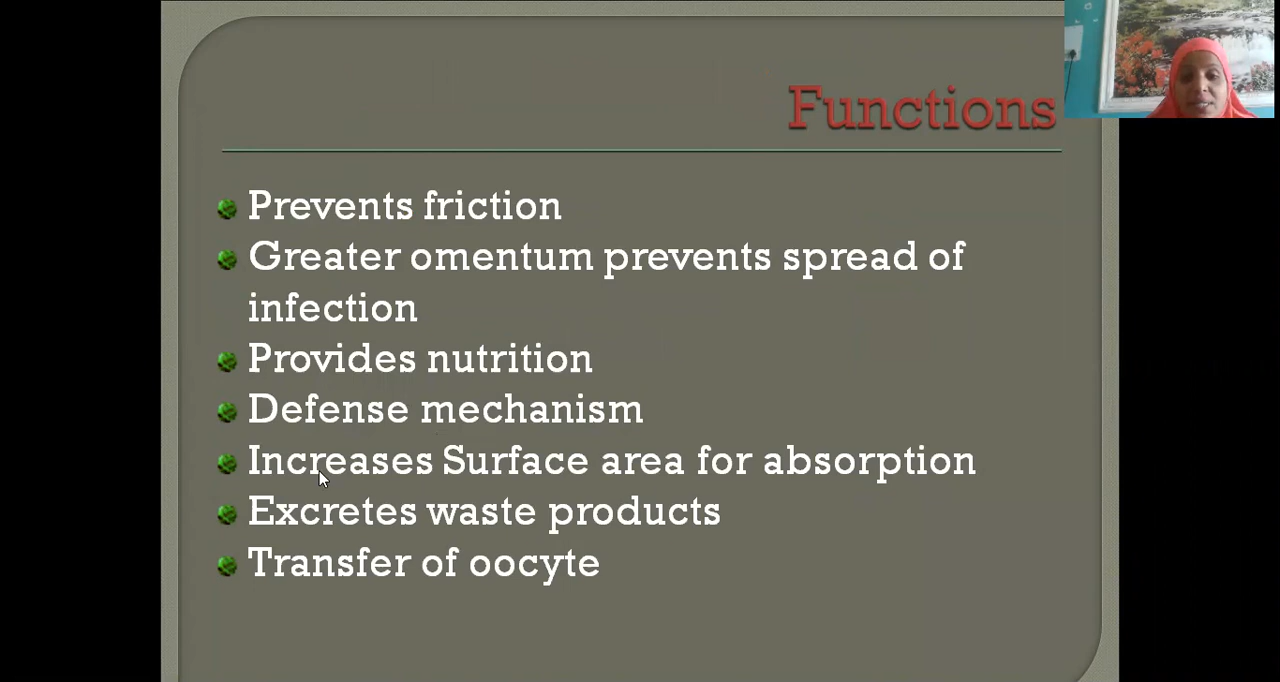 Functions
Prevents friction
Greater omentum prevents spread of
infection
Provides nutrition
Defense mechanism
Increases Surface area for absorption
Excretes waste products
Transfer of oocyte